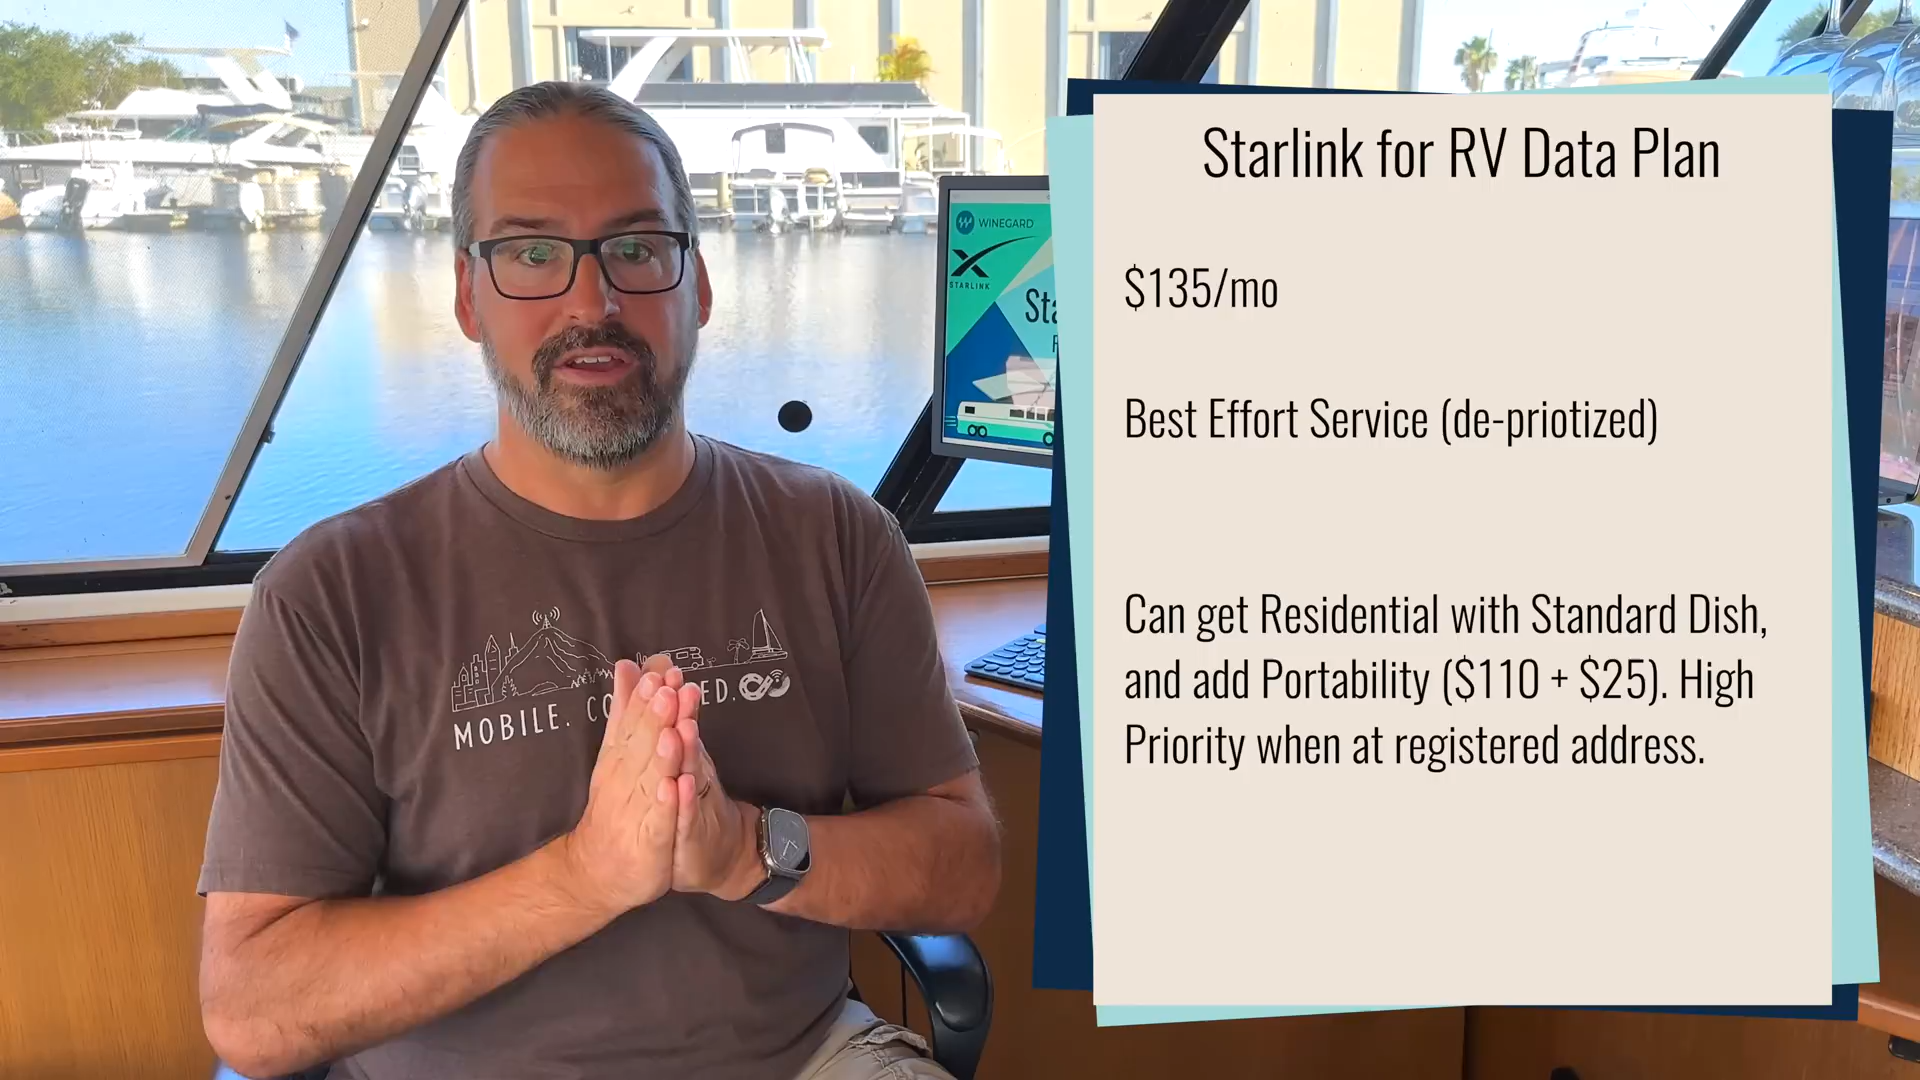 Starlink for RV Data Plan
$135/mo
Best Effort Service (de-priotized)
Can get Residential with Standard Dish,
and add Portability ($110 + $25). High
Priority when at registered address.
WINEGARD
STARLINK
MOBILE.